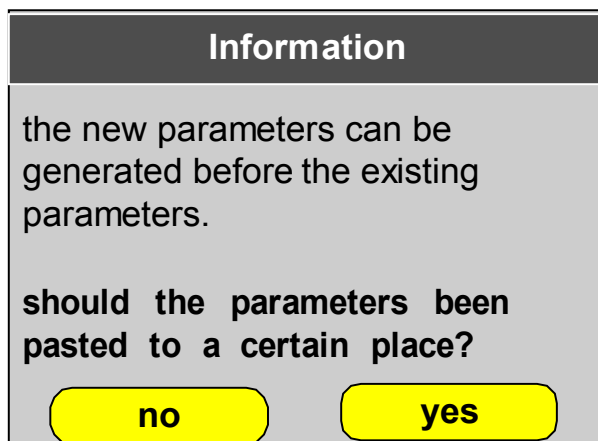 Information
the new parameters can be
generated before the existing
parameters.
should the parameters been
pasted to a certain place?
no yes